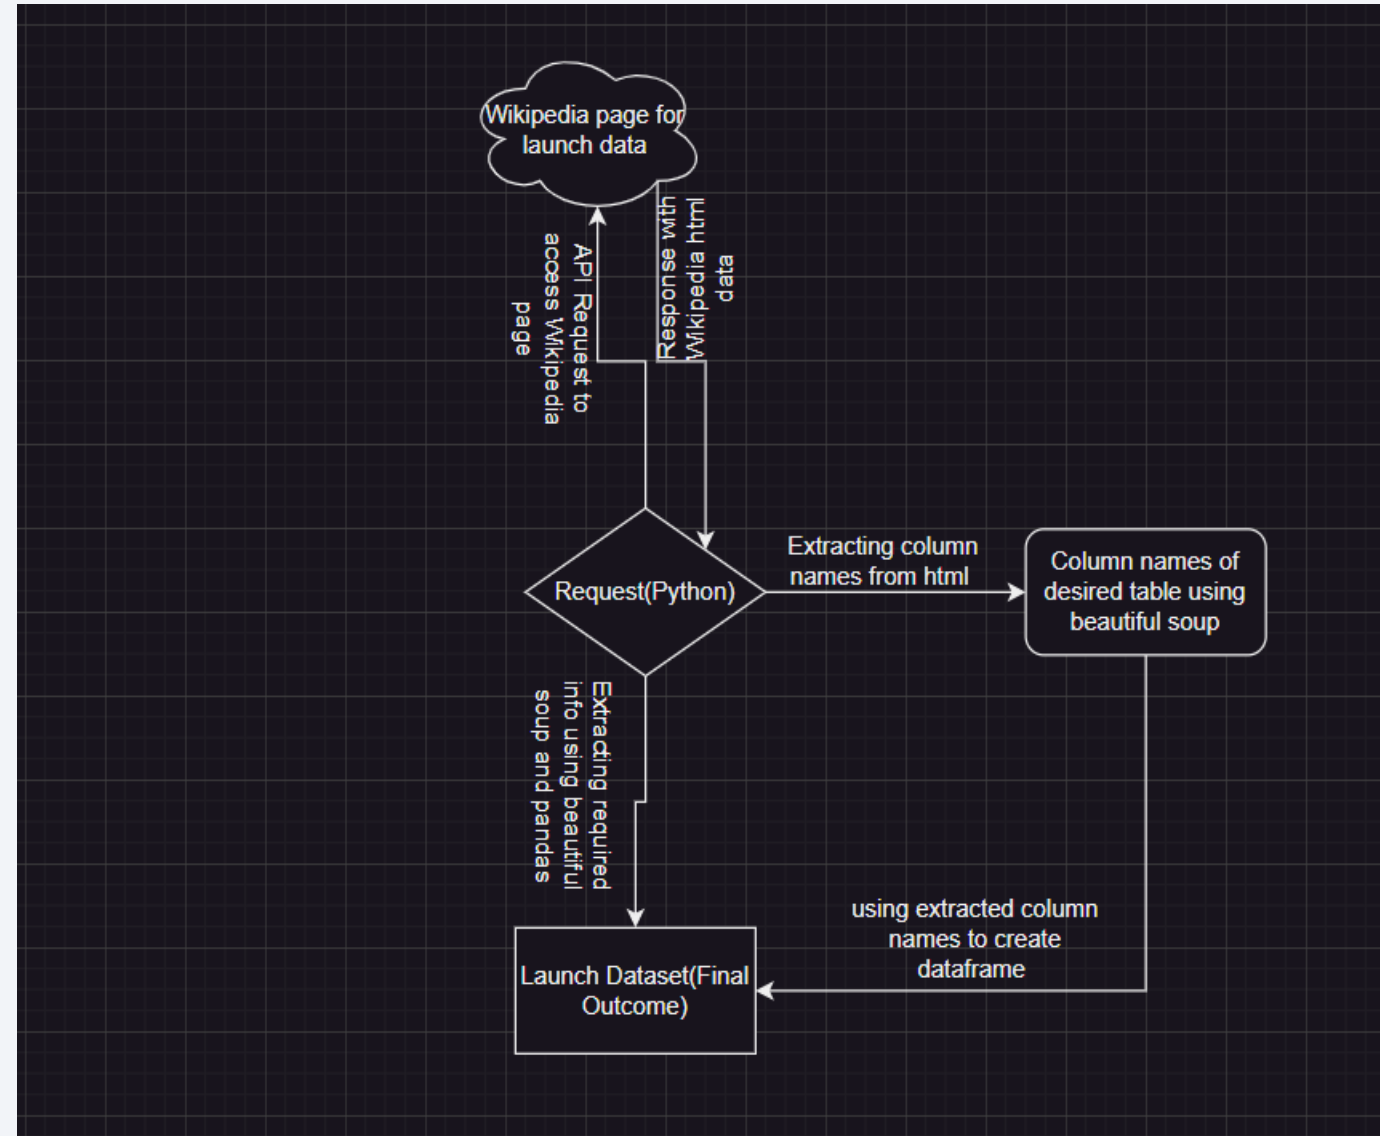 Wikipedia page for
launch data
API Request to
access Wikipedia
page
Response with
Wikipedia html
data
Request(Python)
Extracting column
names from html
Column names of
desired table using
beautiful soup
Extracting required
info using beautiful
soup and pandas
using extracted column
names to create
dataframe
Launch Dataset(Final
Outcome)